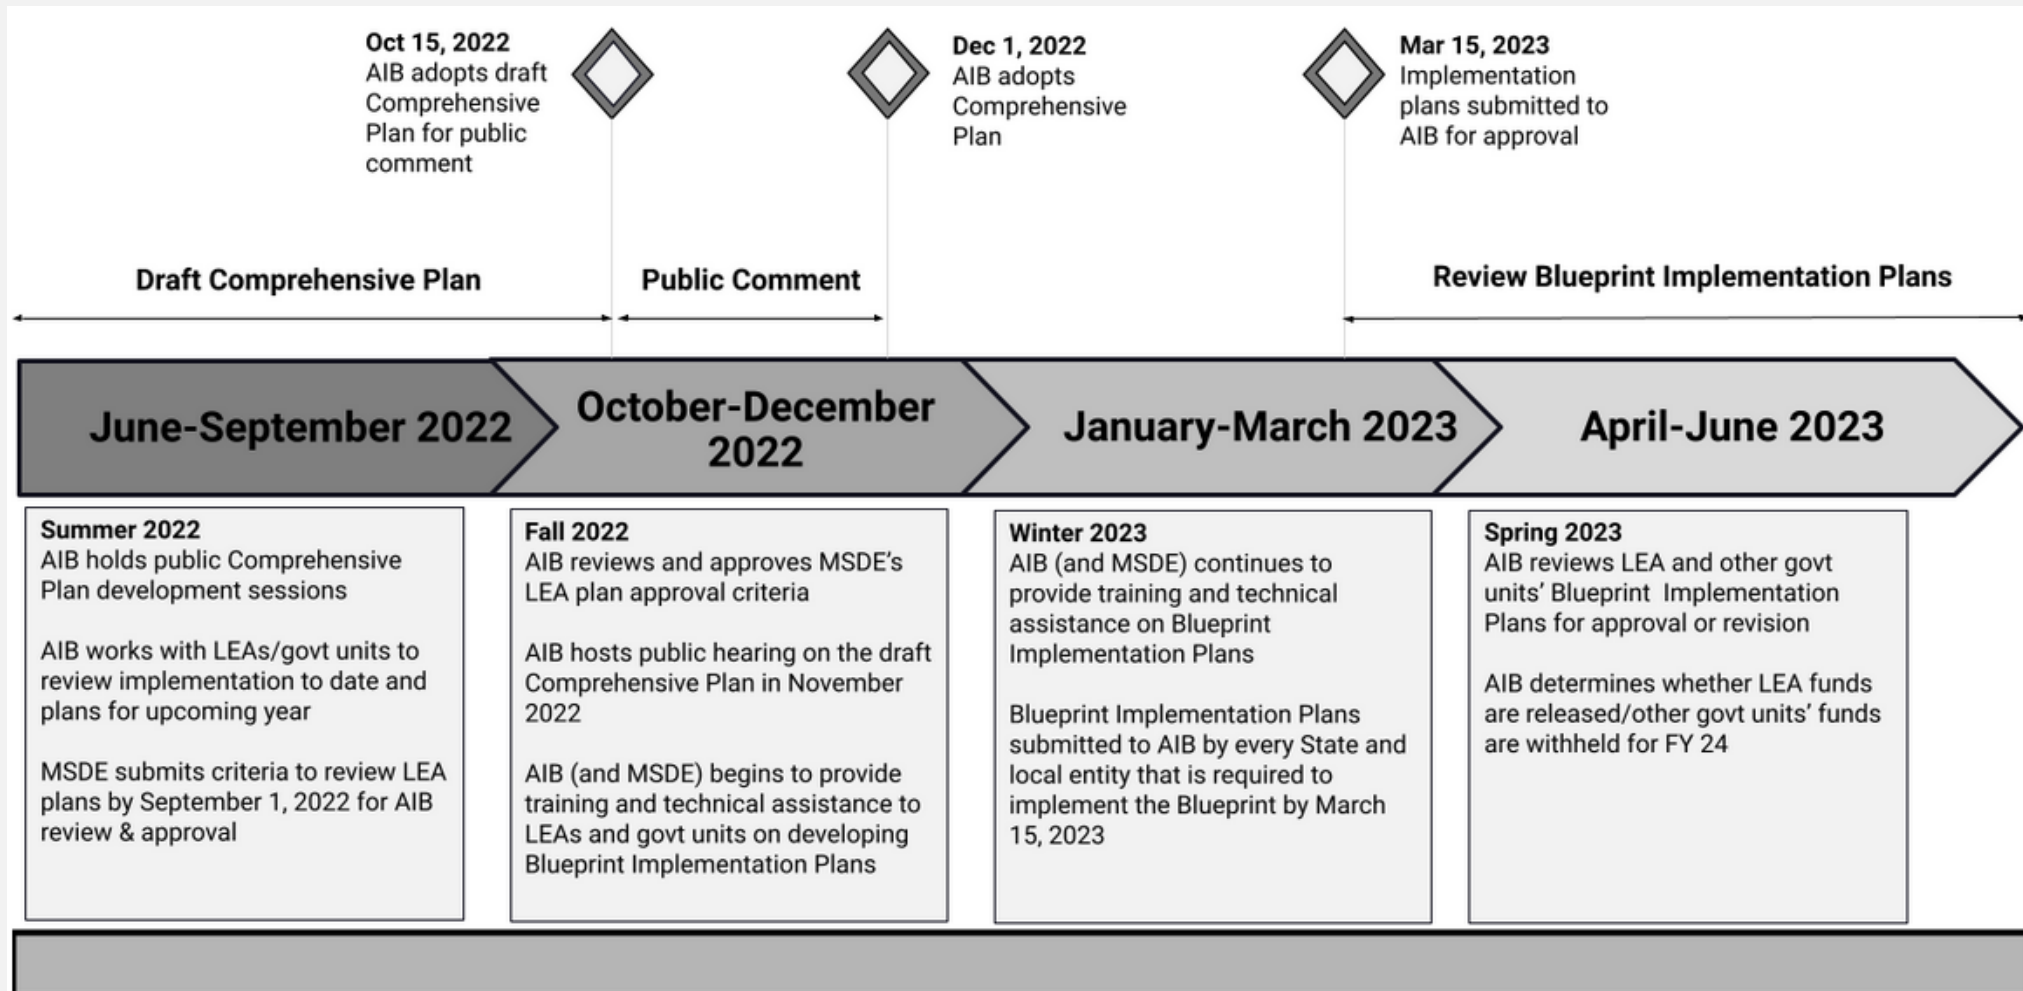 Oct 15, 2022
AIB adopts draft
Comprehensive
Plan for public
comment
Dec 1, 2022
AIB adopts
Comprehensive
Plan
Mar 15, 2023
Implementation
plans submitted to
AIB for approval
Draft Comprehensive Plan
Public Comment
Review Blueprint Implementation Plans
June-September 2022
October-December
2022
January-March 2023
April-June 2023
Summer 2022
AIB holds public Comprehensive
Plan development sessions
AIB works with LEAs/govt units to
review implementation to date and
plans for upcoming year
MSDE submits criteria to review LEA
plans by September 1, 2022 for AIB
review & approval
Fall 2022
AIB reviews and approves MSDE’s
LEA plan approval criteria
AIB hosts public hearing on the draft
Comprehensive Plan in November
2022
AIB (and MSDE) begins to provide
training and technical assistance to
LEAs and govt units on developing
Blueprint Implementation Plans
Winter 2023
AIB (and MSDE) continues to
provide training and technical
assistance on Blueprint
Implementation Plans
Blueprint Implementation Plans
submitted to AIB by every State and
local entity that is required to
implement the Blueprint by March
15, 2023
Spring 2023
AIB reviews LEA and other govt
units’ Blueprint  Implementation
Plans for approval or revision
AIB determines whether LEA funds
are released/other govt units’ funds
are withheld for FY 24